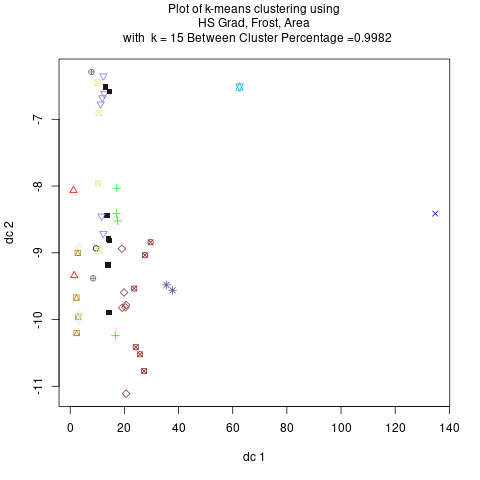 Plot of k-means clustering using
HS Grad, Frost, Area
with k = 15 Between Cluster Percentage =0.9982
dc 2
-7
-8
-9
-10
-11
0
20
40
60
80
100
120
140
dc 1